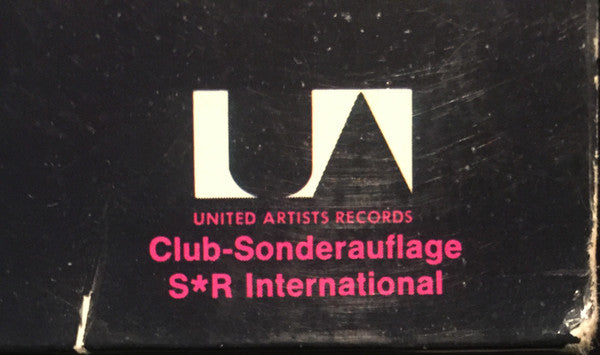 UA
UNITED ARTISTS RECORDS
Club-Sonderauflage
S*R International